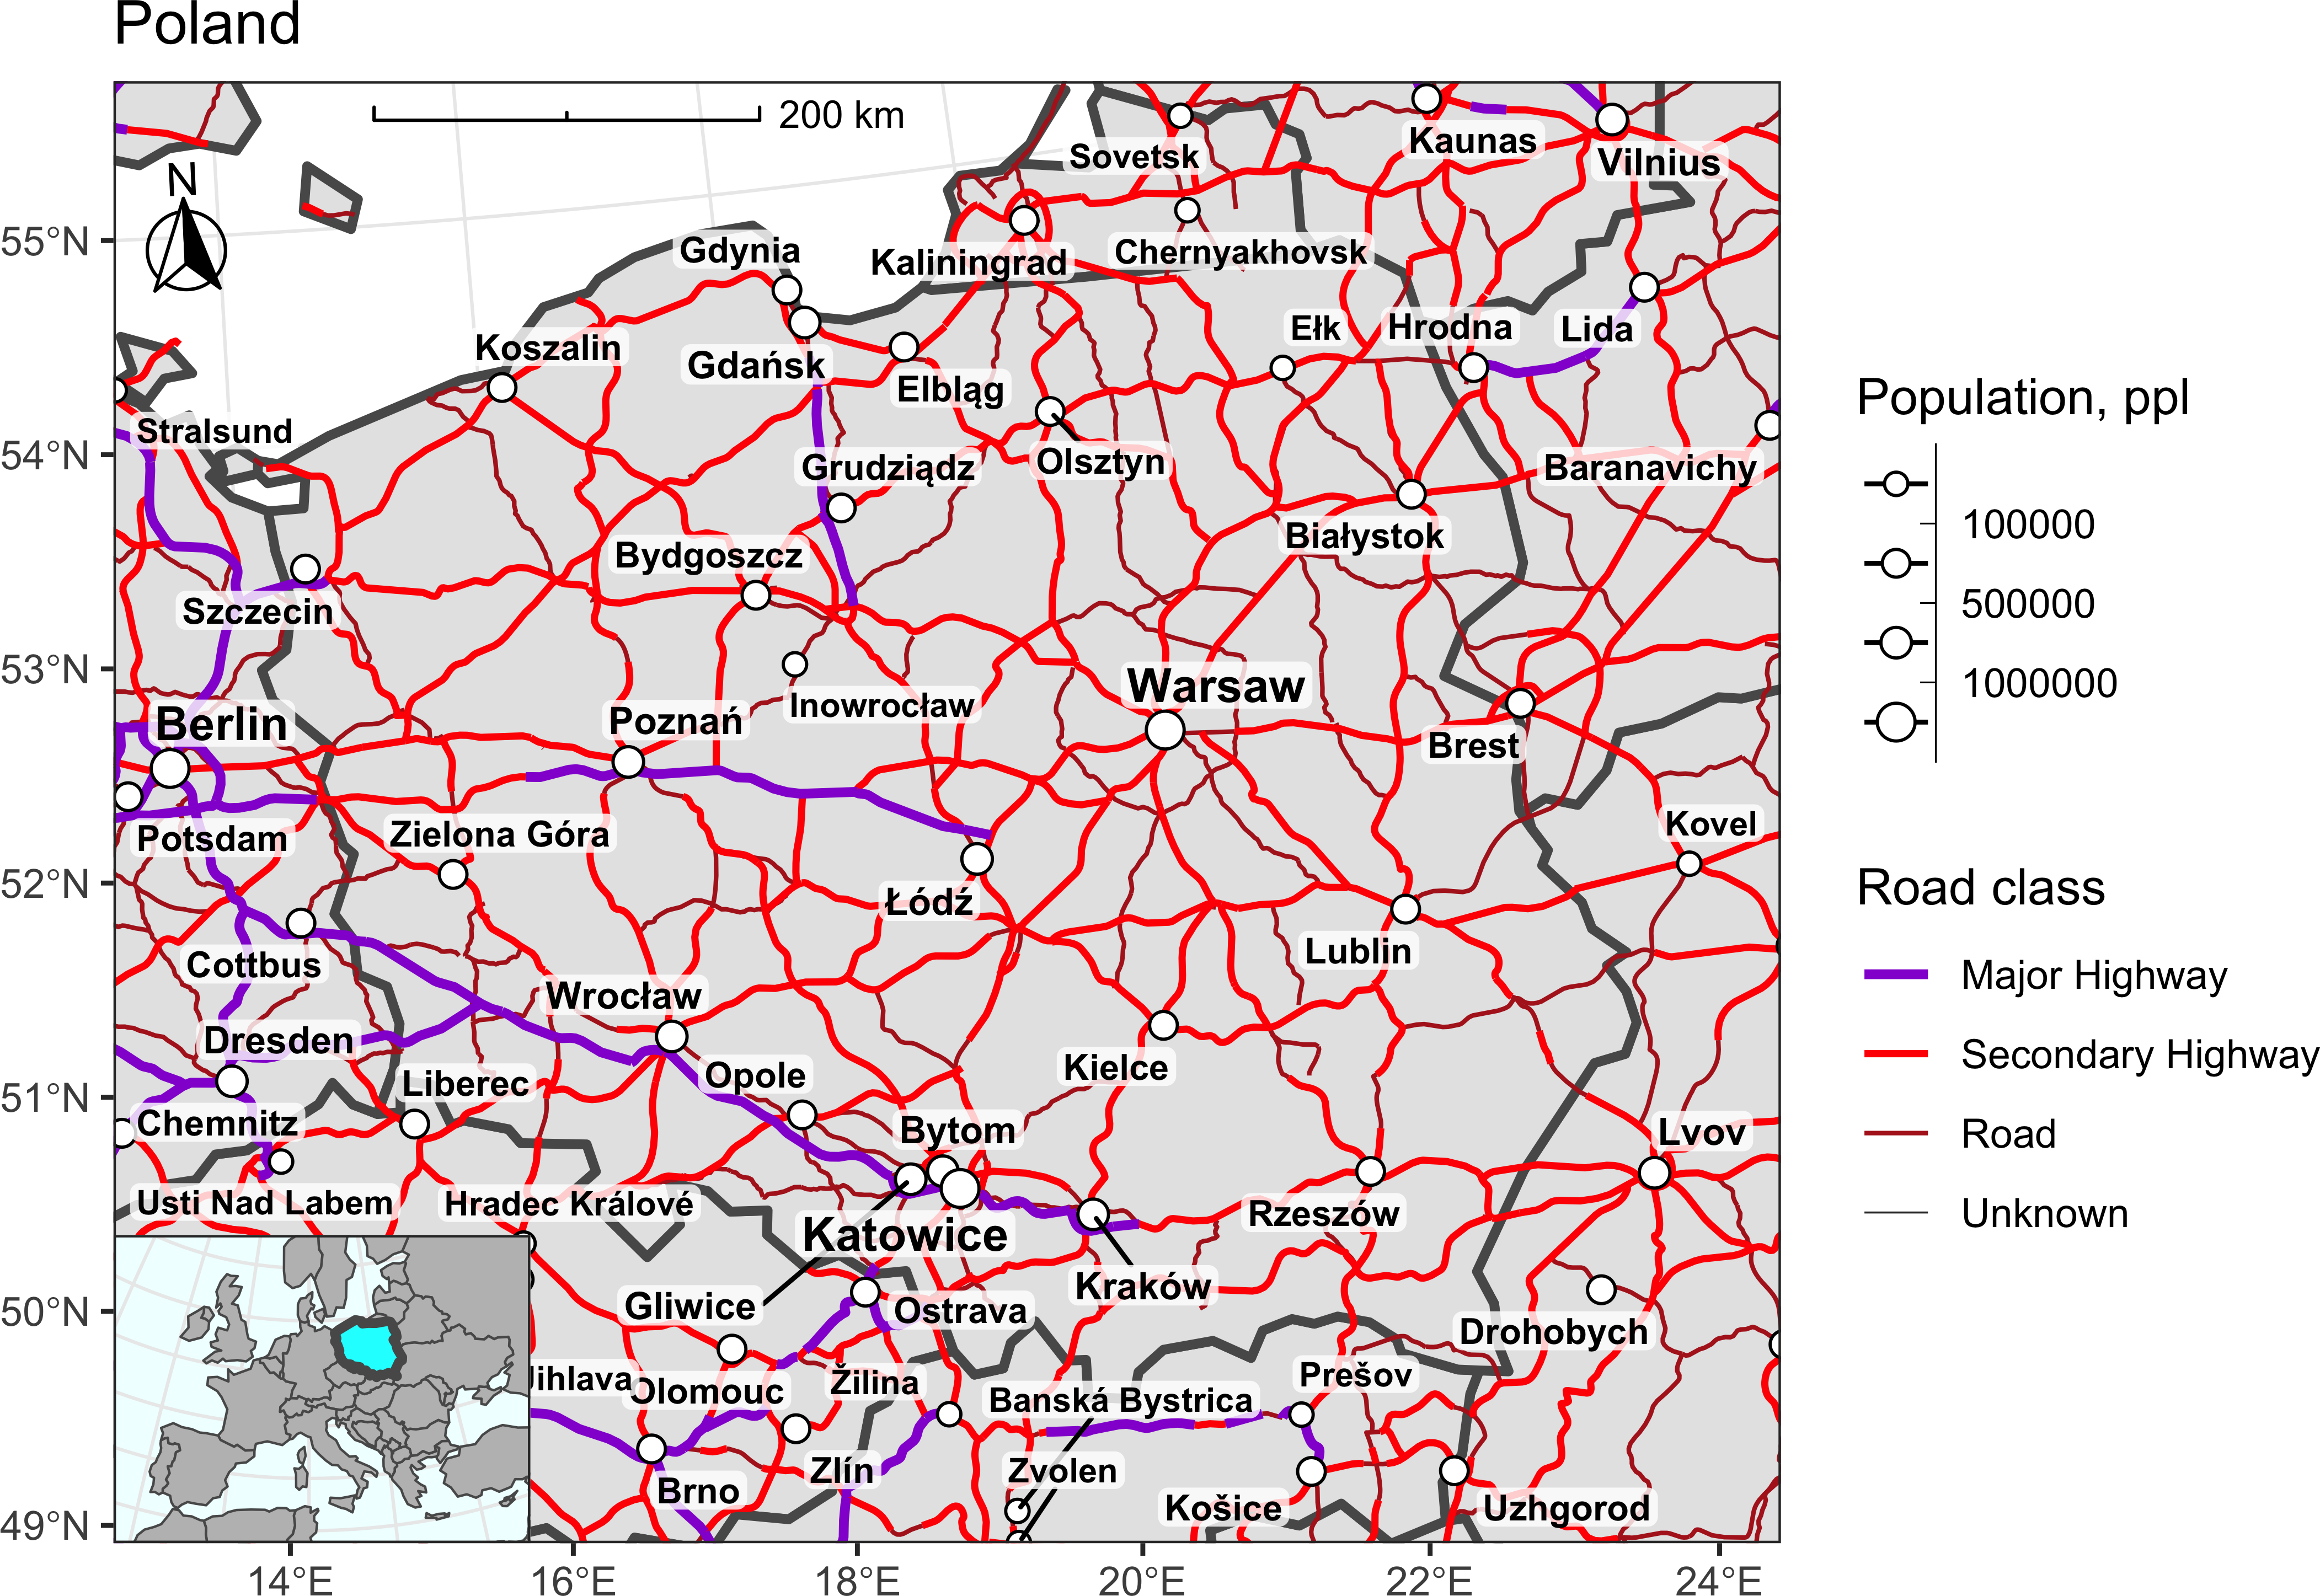 Poland
200 km
N
Sovetsk
Kaunas
Vilnius
55°N
Gdynia
Kaliningrad
Chernyakhovsk
Koszalin
Gdańsk
Ełk
Hrodna
Lida
Elbląg
Stralsund
54°N
Grudziądz
Olsztyn
Baranavichy
Białystok
Bydgoszcz
Szczecin
53°N
Warsaw
Inowrocław
Berlin
Poznań
Brest
Potsdam
Zielona Góra
Kovel
52°N
Łódź
Lublin
Cottbus
Wrocław
Dresden
Kielce
Opole
Liberec
51°N
Chemnitz
Bytom
Lvov
Usti Nad Labem
Hradec Králové
Katowice
Rzeszów
Kraków
Gliwice
Ostrava
50°N
Drohobych
Jihlava
Olomouc
Žilina
Prešov
Banská Bystrica
Zlín
Zvolen
Brno
Košice
Uzhgorod
49°N
14°E
16°E
18°E
20°E
22°E
24°E
Population, ppl
100000
500000
1000000
Road class
Major Highway
Secondary Highway
Road
Unknown